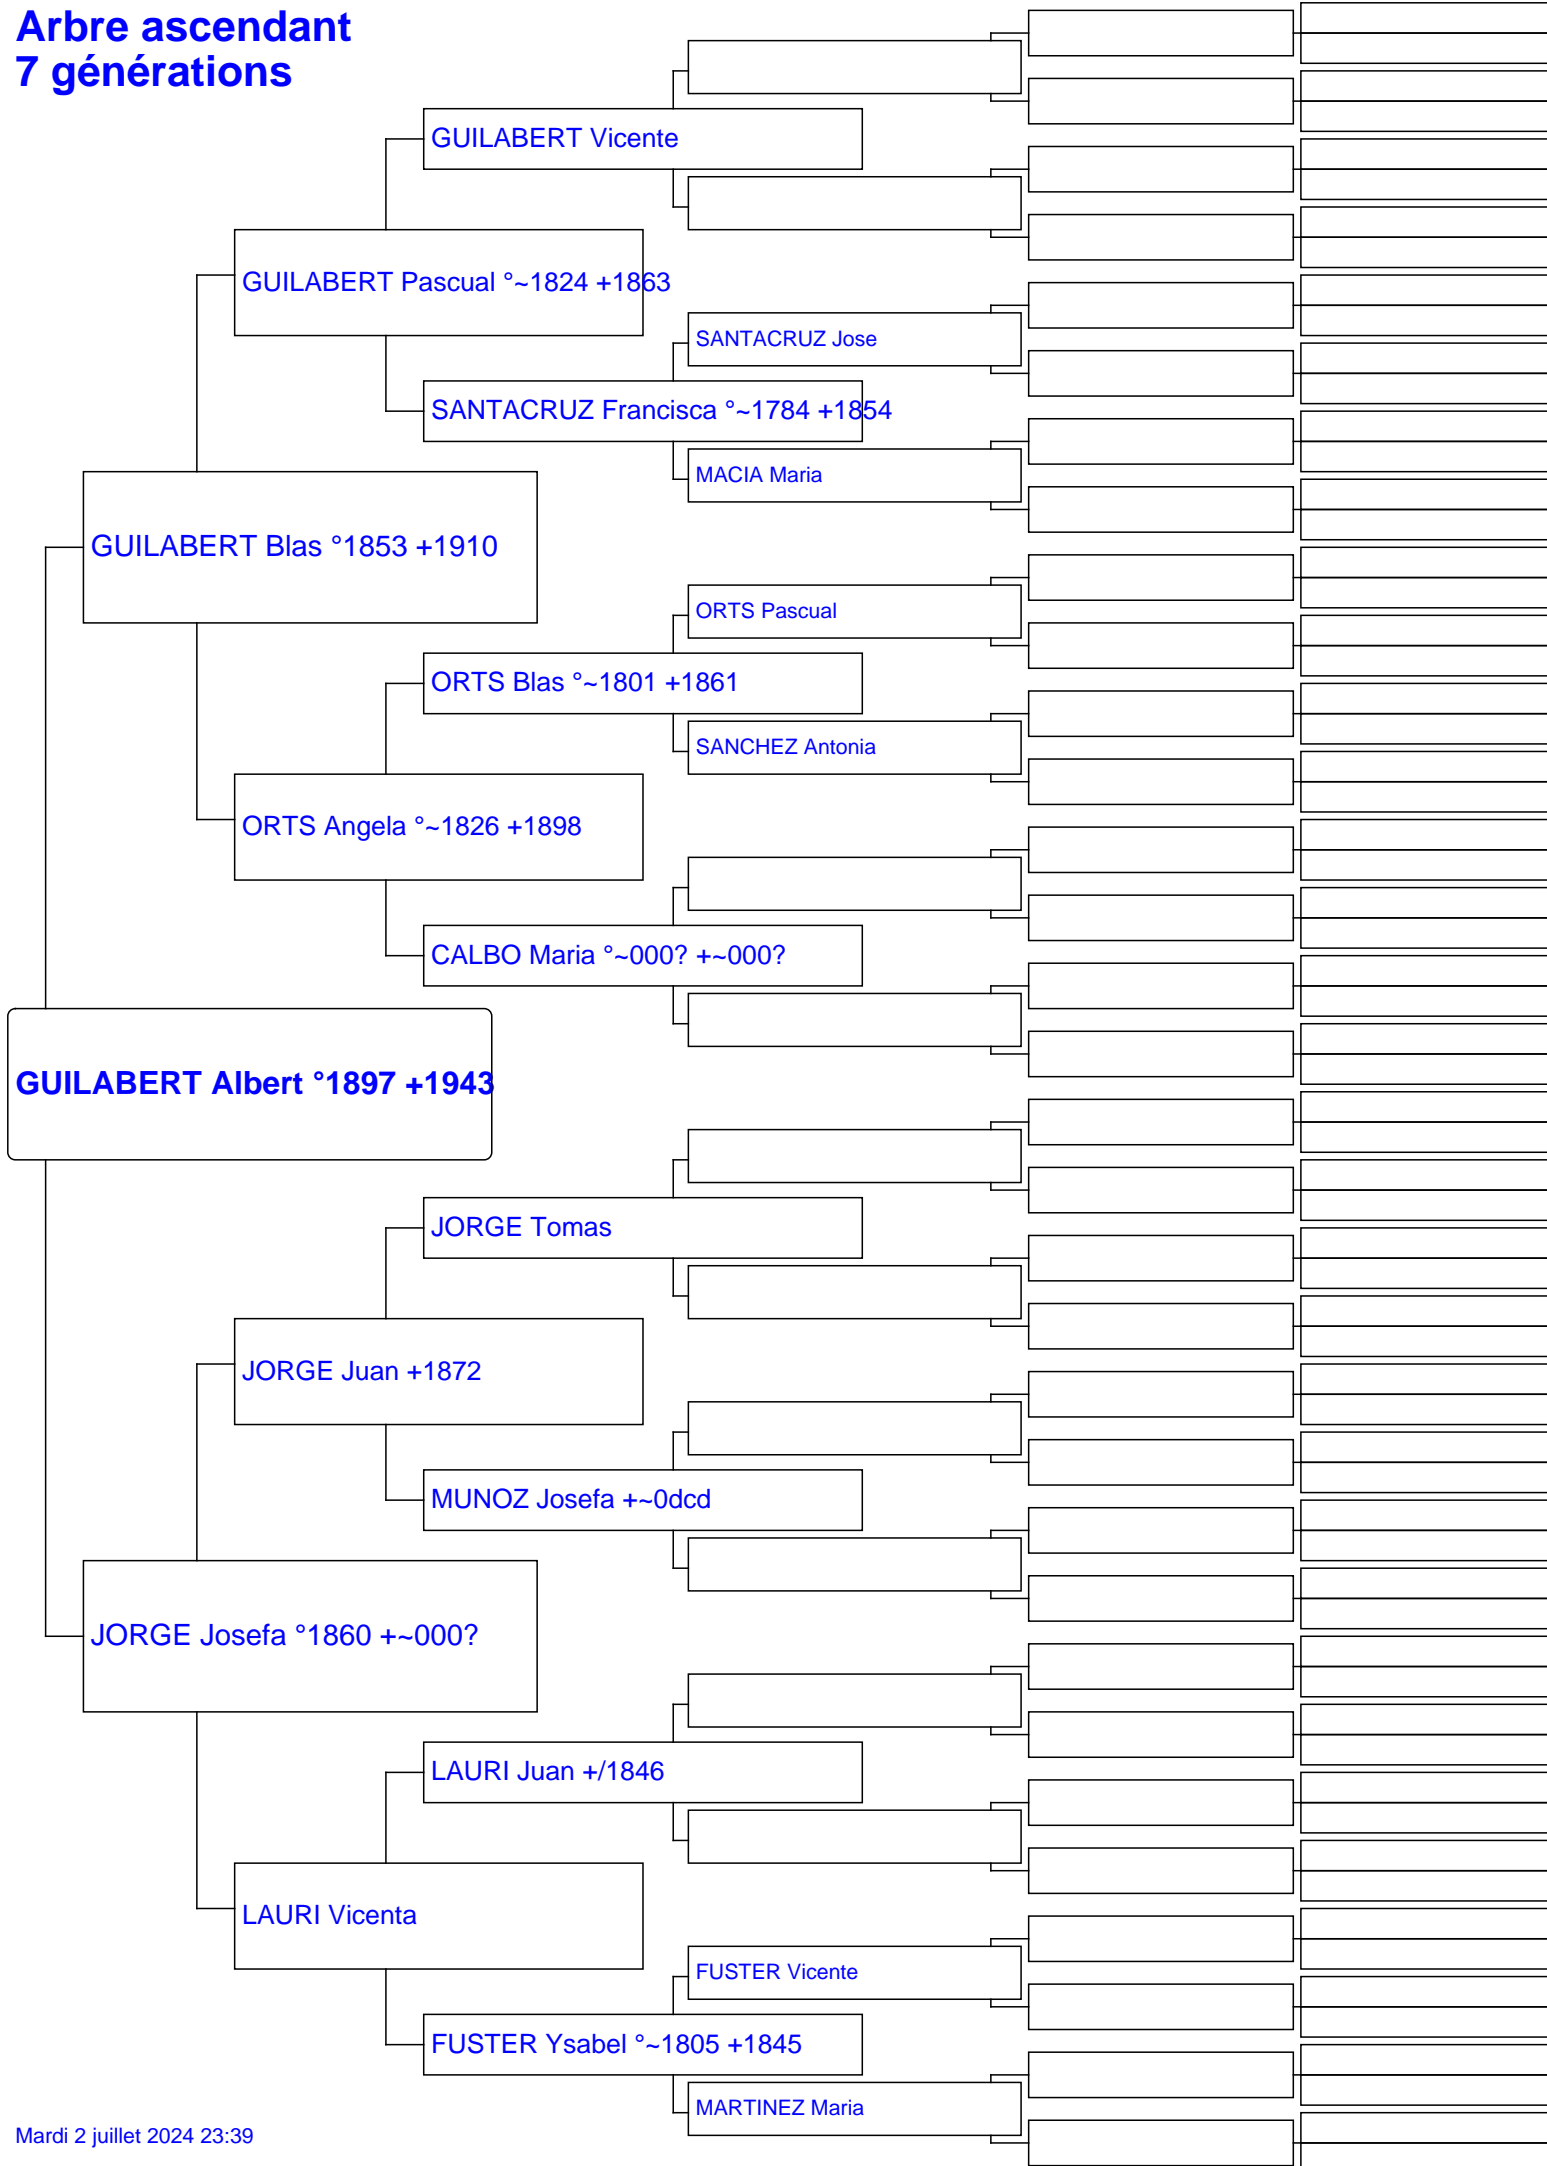 Arbre ascendant
7 générations
GUILABERT Vicente
GUILABERT Pascual °~1824 +1863
SANTACRUZ Jose
SANTACRUZ Francisca °~1784 +1854
MACIA Maria
GUILABERT Blas °1853 +1910
ORTS Pascual
ORTS Blas °~1801 +1861
SANCHEZ Antonia
ORTS Angela °~1826 +1898
CALBO Maria °~000? +~000?
GUILABERT Albert °1897 +1943
JORGE Tomas
JORGE Juan +1872
MUNOZ Josefa +~0dcd
JORGE Josefa °1860 +~000?
LAURI Juan +/1846
LAURI Vicenta
FUSTER Vicente
FUSTER Ysabel °~1805 +1845
MARTINEZ Maria
Mardi 2 juillet 2024 23:39